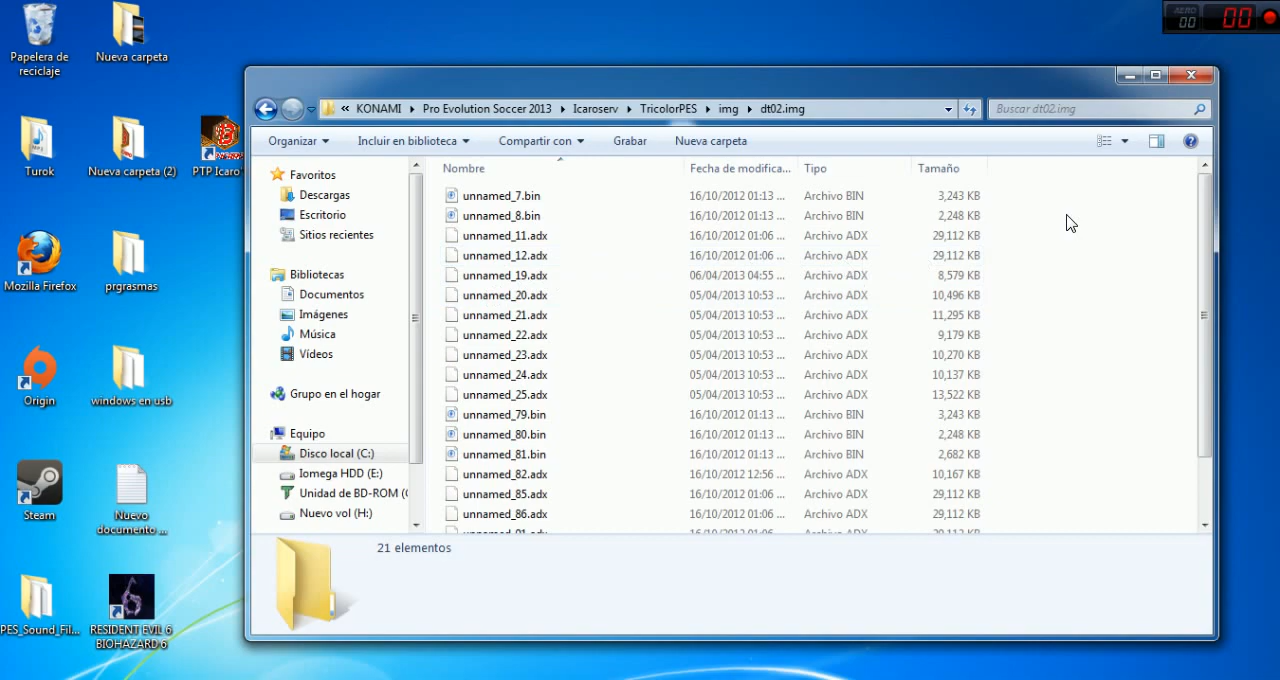 Papelera de
reciclaje
Nueva carpeta
Turok
Nueva carpeta (2)
PTP Icaro
Mozilla Firefox
prgrasmas
Origin
windows en usb
Steam
Nuevo
documento ...
PES_Sound_Fil...
RESIDENT EVIL 6
BIOHAZARD 6
AERO
00
00
« KONAMI ▸ Pro Evolution Soccer 2013 ▸ Icaroserv ▸ TricolorPES ▸ img ▸ dt02.img
Buscar dt02.img
Organizar Incluir en biblioteca Compartir con Grabar Nueva carpeta
Favoritos
Descargas
Escritorio
Sitios recientes
Bibliotecas
Documentos
Imágenes
Música
Vídeos
Grupo en el hogar
Equipo
Disco local (C:)
Iomega HDD (E:)
Unidad de BD-ROM (
Nuevo vol (H:)
Nombre Fecha de modifica... Tipo Tamaño
unnamed_7.bin 16/10/2012 01:13 ... Archivo BIN 3,243 KB
unnamed_8.bin 16/10/2012 01:13 ... Archivo BIN 2,248 KB
unnamed_11.adx 16/10/2012 01:06 ... Archivo ADX 29,112 KB
unnamed_12.adx 16/10/2012 01:06 ... Archivo ADX 29,112 KB
unnamed_19.adx 06/04/2013 04:55 ... Archivo ADX 8,579 KB
unnamed_20.adx 05/04/2013 10:53 ... Archivo ADX 10,496 KB
unnamed_21.adx 05/04/2013 10:53 ... Archivo ADX 11,295 KB
unnamed_22.adx 05/04/2013 10:53 ... Archivo ADX 9,179 KB
unnamed_23.adx 05/04/2013 10:53 ... Archivo ADX 10,270 KB
unnamed_24.adx 05/04/2013 10:53 ... Archivo ADX 10,137 KB
unnamed_25.adx 05/04/2013 10:53 ... Archivo ADX 13,522 KB
unnamed_79.bin 16/10/2012 01:13 ... Archivo BIN 3,243 KB
unnamed_80.bin 16/10/2012 01:13 ... Archivo BIN 2,248 KB
unnamed_81.bin 16/10/2012 01:13 ... Archivo BIN 2,682 KB
unnamed_82.adx 16/10/2012 12:56 ... Archivo ADX 10,167 KB
unnamed_85.adx 16/10/2012 01:06 ... Archivo ADX 29,112 KB
unnamed_86.adx 16/10/2012 01:06 ... Archivo ADX 29,112 KB
21 elementos